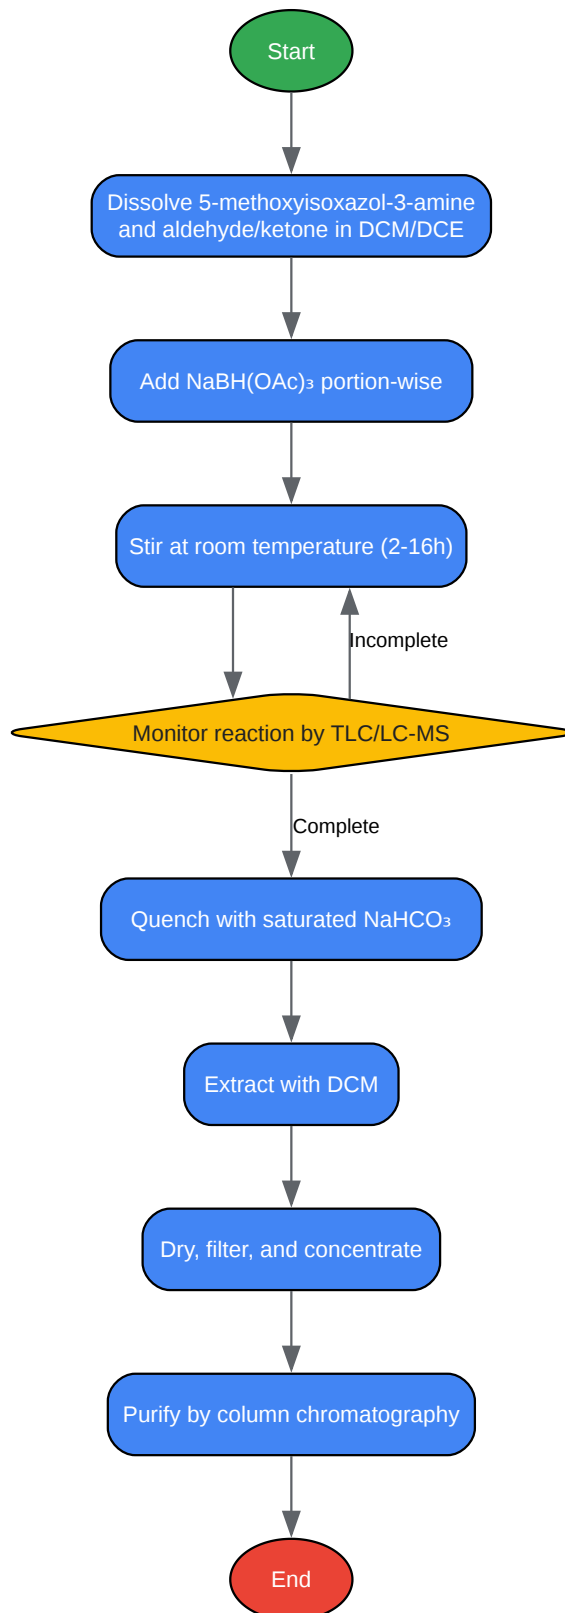 Start
Dissolve 5-methoxyisoxazol-3-amine
and aldehyde/ketone in DCM/DCE
Add NaBH(OAc)₃ portion-wise
Stir at room temperature (2-16h)
Incomplete
Monitor reaction by TLC/LC-MS
Complete
Quench with saturated NaHCO₃
Extract with DCM
Dry, filter, and concentrate
Purify by column chromatography
End